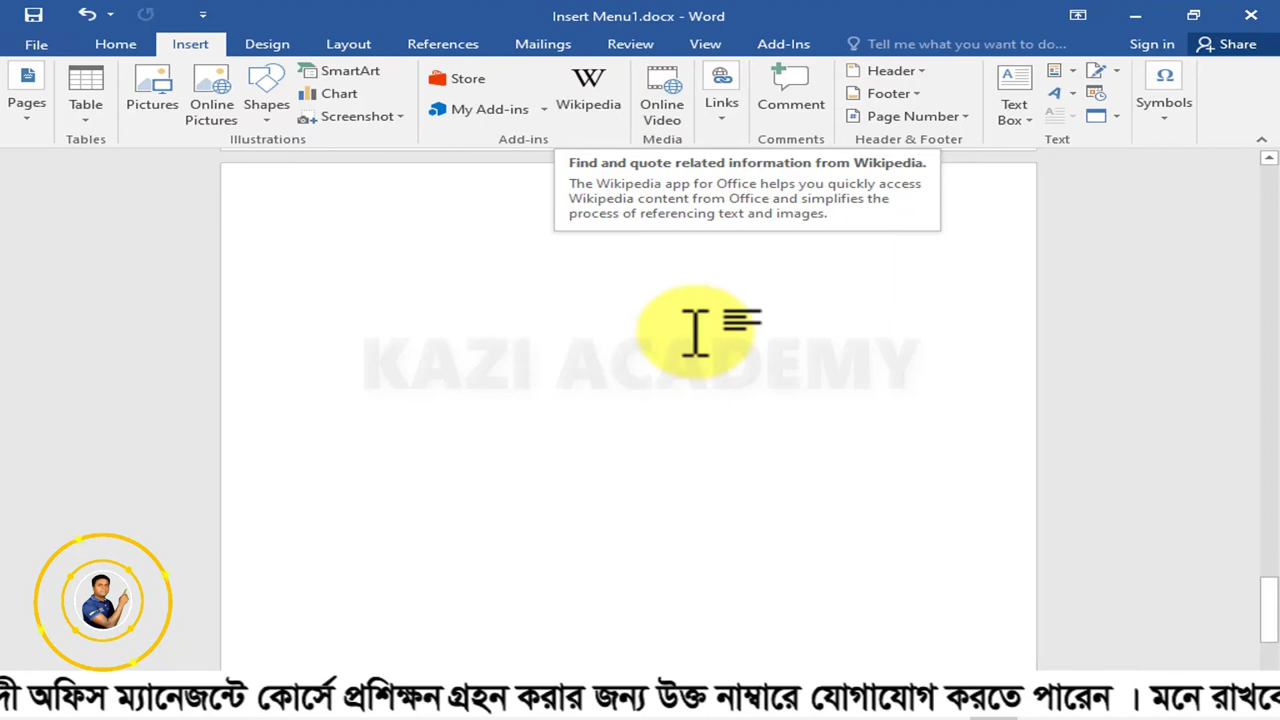 Insert Menu1.docx - Word
File Home Insert Design Layout References Mailings Review View Add-Ins Tell me what you want to do... Sign in Share
Pages
Table
Pictures
Online Pictures
Shapes
SmartArt
Chart
Screenshot
Store
My Add-ins
Wikipedia
Online Video
Links
Comment
Header
Footer
Page Number
Text Box
Symbols
Tables Illustrations Add-ins Media Comments Header & Footer Text
Find and quote related information from Wikipedia.
The Wikipedia app for Office helps you quickly access
Wikipedia content from Office and simplifies the
process of referencing text and images.
KAZI ACADEMY
দী অফিস ম্যানেজন্টে কোর্সে প্রশিক্ষন গ্রহন করার জন্য উক্ত নাম্বারে যোগাযোগ করতে পারেন । মনে রাখবে